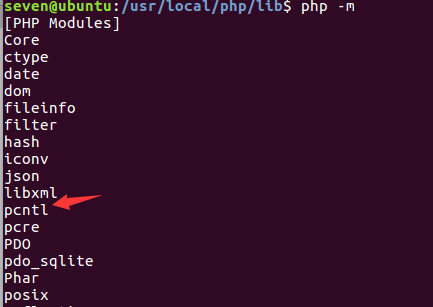 seven@ubuntu:/usr/local/php/lib$ php -m
[PHP Modules]
Core
ctype
date
dom
fileinfo
filter
hash
iconv
json
libxml
pcntl
pcre
PDO
pdo_sqlite
Phar
posix